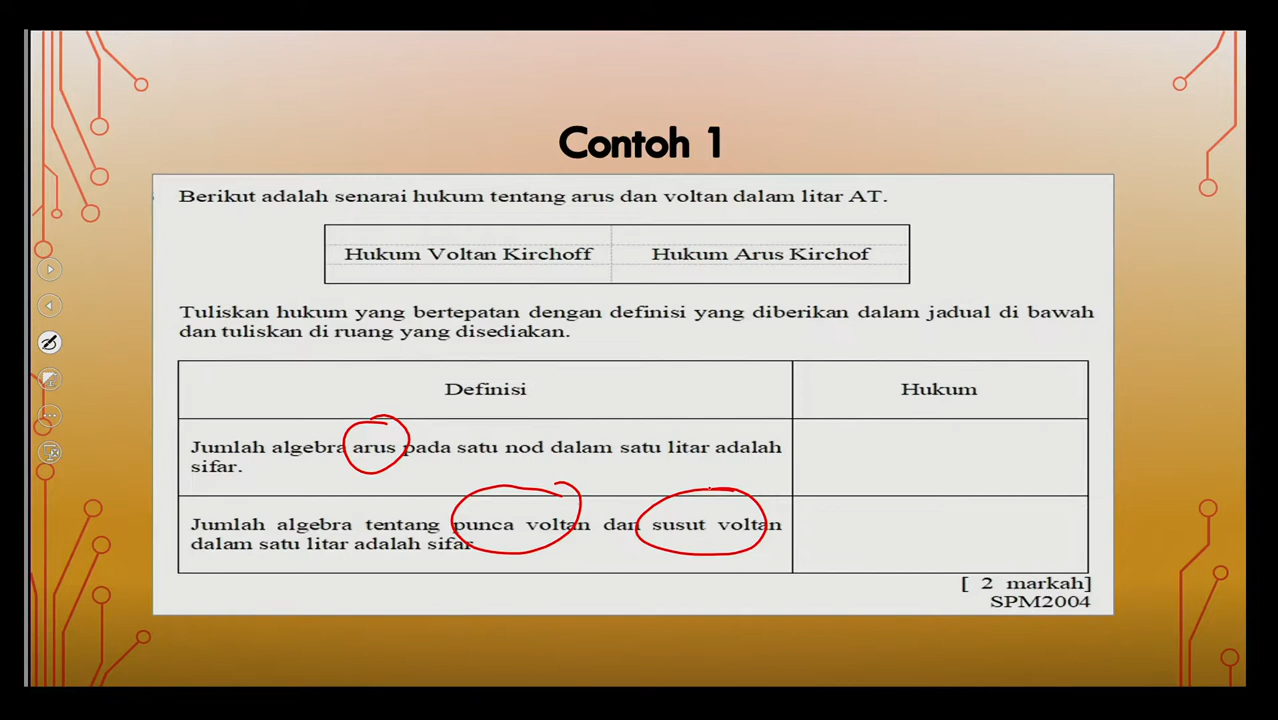 Contoh 1
Berikut adalah senarai hukum tentang arus dan voltan dalam litar AT.
Hukum Voltan Kirchoff
Hukum Arus Kirchof
Tuliskan hukum yang bertepatan dengan definisi yang diberikan dalam jadual di bawah
dan tuliskan di ruang yang disediakan.
Definisi
Hukum
Jumlah algebra arus pada satu nod dalam satu litar adalah
sifar.
Jumlah algebra tentang punca voltan dan susut voltan
dalam satu litar adalah sifar
[ 2 markah]
SPM2004